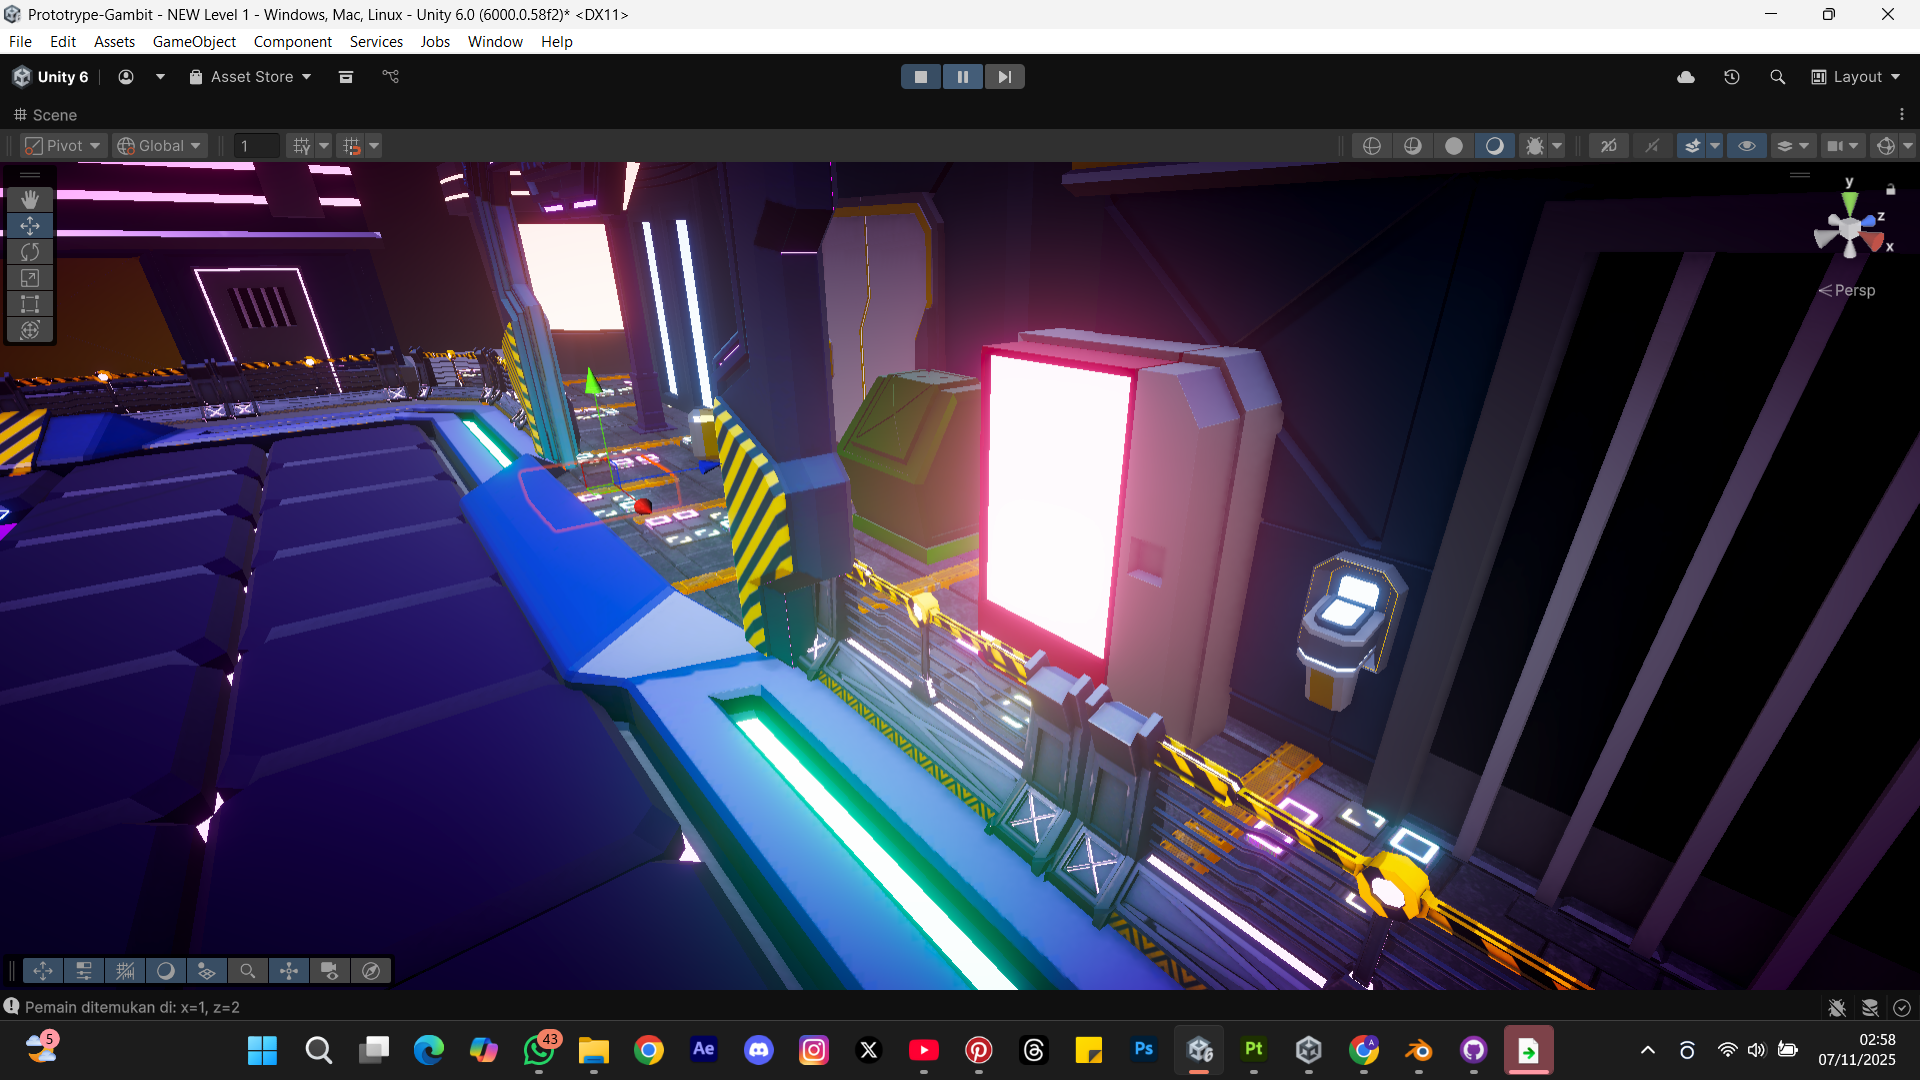 Prototrype-Gambit - NEW Level 1 - Windows, Mac, Linux - Unity 6.0 (6000.0.58f2)* <DX11>
File Edit Assets GameObject Component Services Jobs Window Help
Unity 6 Asset Store Layout
Scene
Pivot Global 1 2D
y
z
x
Persp
Pemain ditemukan di: x=1, z=2
5
43
Ae
Ps
6
Pt
A
02:58
07/11/2025